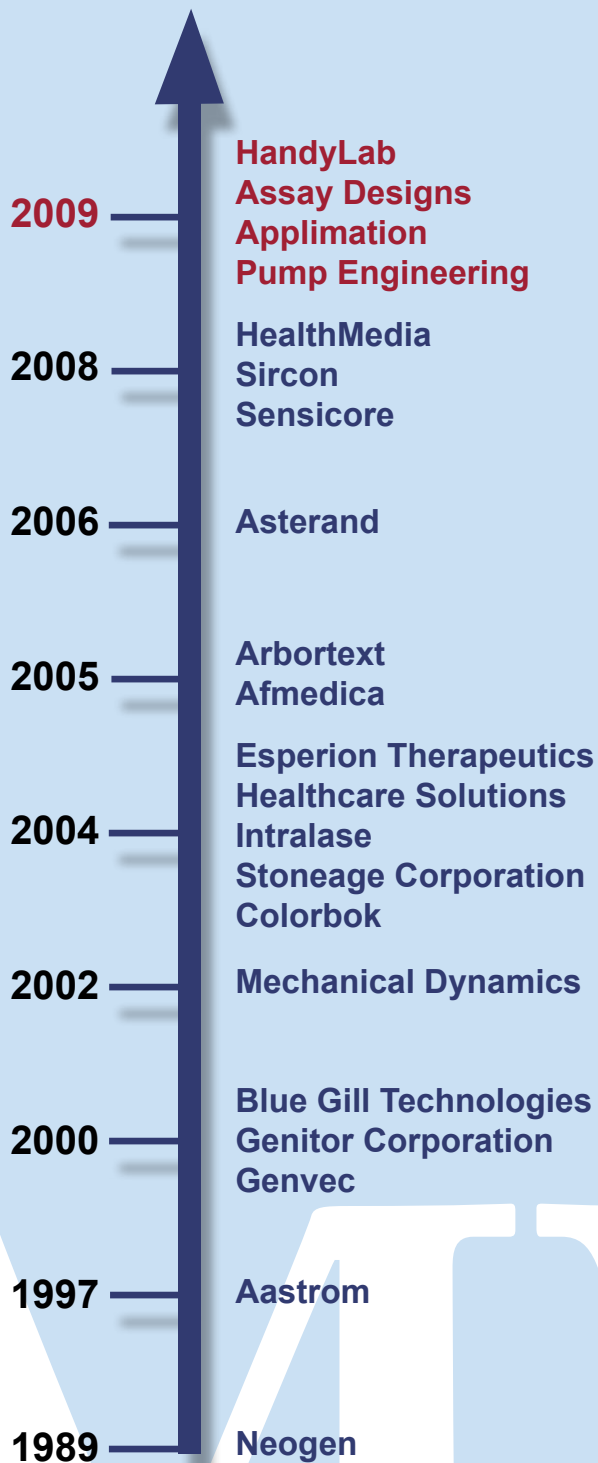 2009
HandyLab
Assay Designs
Applimation
Pump Engineering
2008
HealthMedia
Sircon
Sensicore
2006
Asterand
2005
Arbortext
Afmedica
2004
Esperion Therapeutics
Healthcare Solutions
Intralase
Stoneage Corporation
Colorbok
2002
Mechanical Dynamics
2000
Blue Gill Technologies
Genitor Corporation
Genvec
1997
Aastrom
1989
Neogen